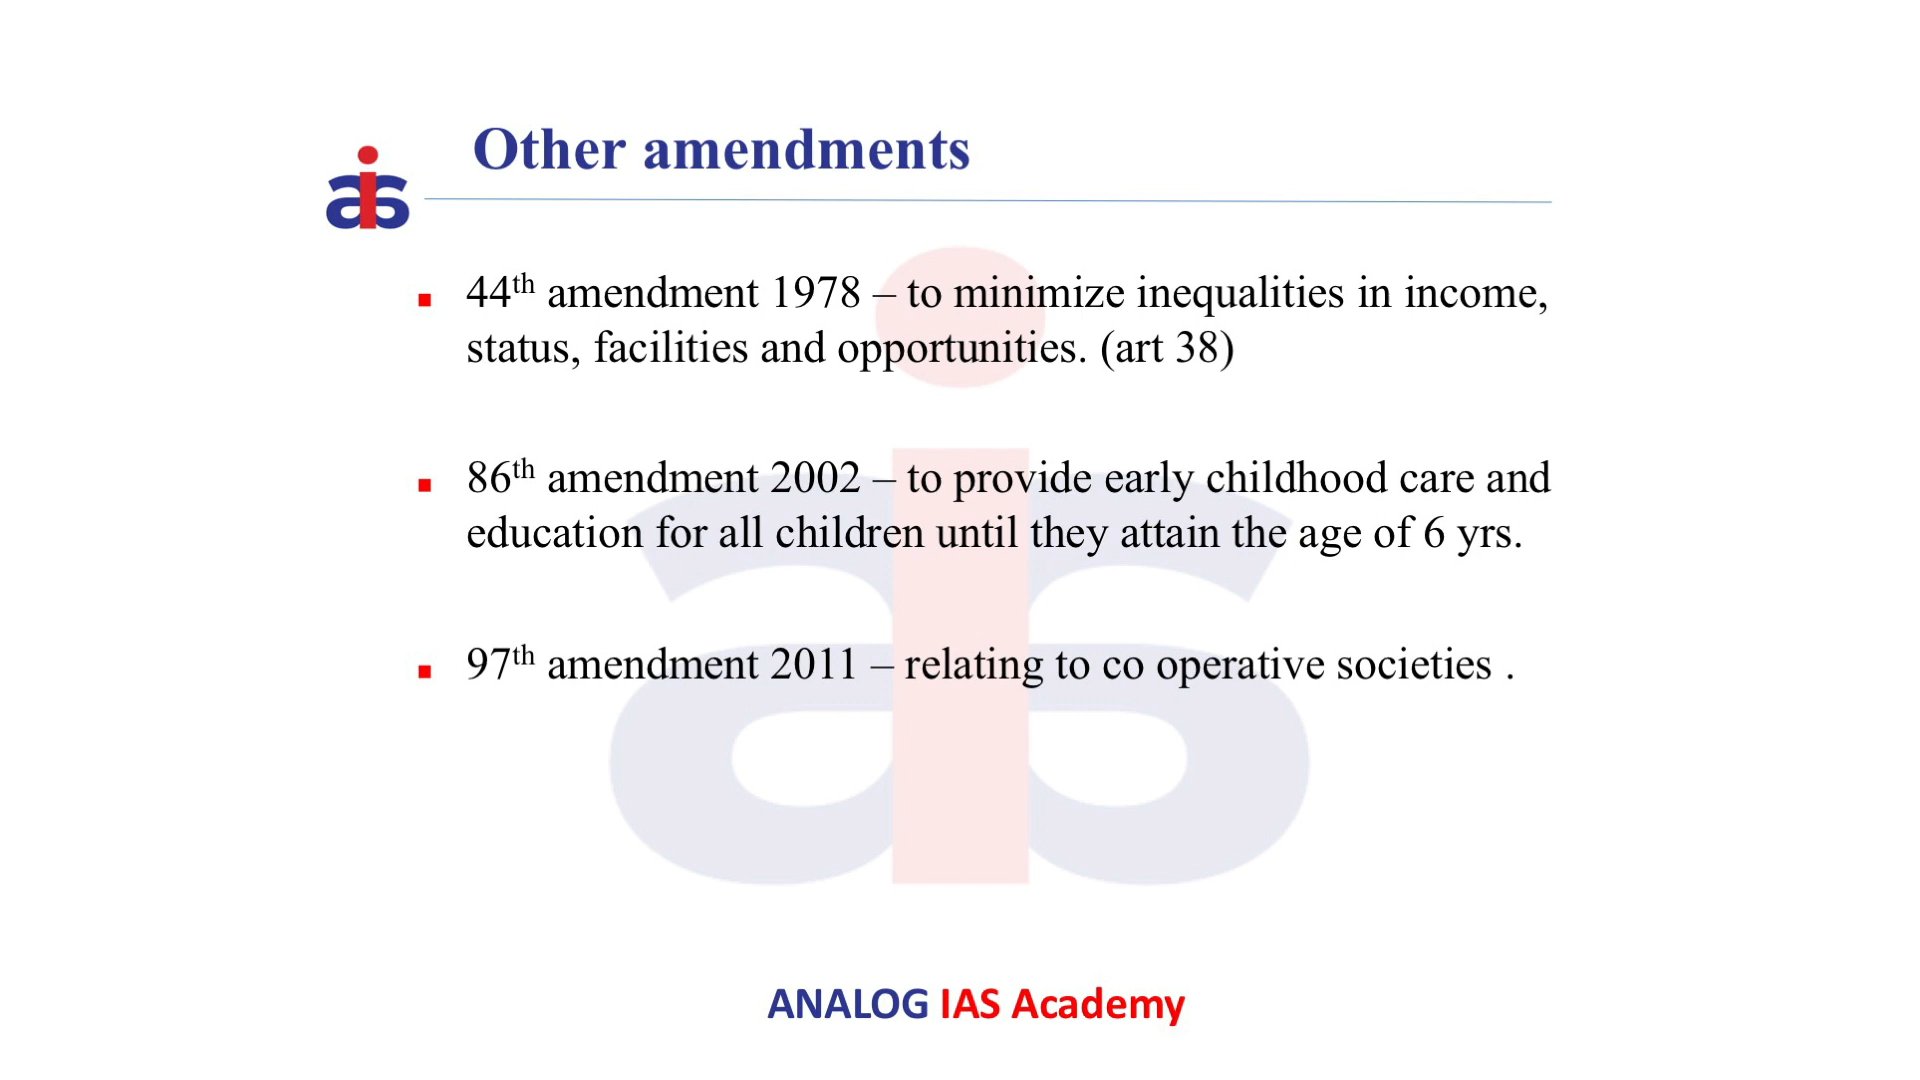 Other amendments
44th amendment 1978 – to minimize inequalities in income,
status, facilities and opportunities. (art 38)
86th amendment 2002 – to provide early childhood care and
education for all children until they attain the age of 6 yrs.
97th amendment 2011 – relating to co operative societies .
ANALOG IAS Academy